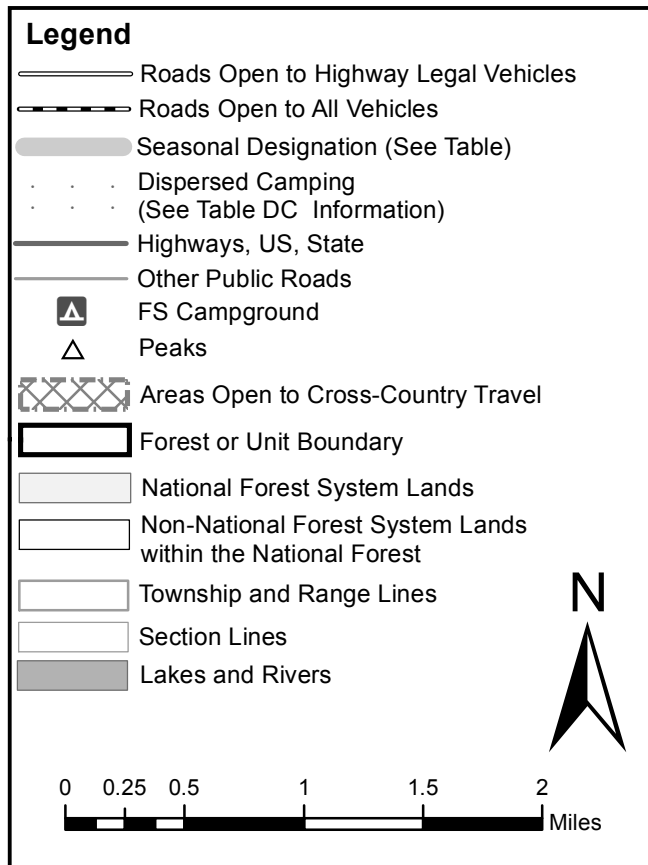 Legend
Roads Open to Highway Legal Vehicles
Roads Open to All Vehicles
Seasonal Designation (See Table)
Dispersed Camping
(See Table DC Information)
Highways, US, State
Other Public Roads
FS Campground
Peaks
Areas Open to Cross-Country Travel
Forest or Unit Boundary
National Forest System Lands
Non-National Forest System Lands
within the National Forest
Township and Range Lines
Section Lines
Lakes and Rivers
N
0 0.25 0.5 1 1.5 2
Miles